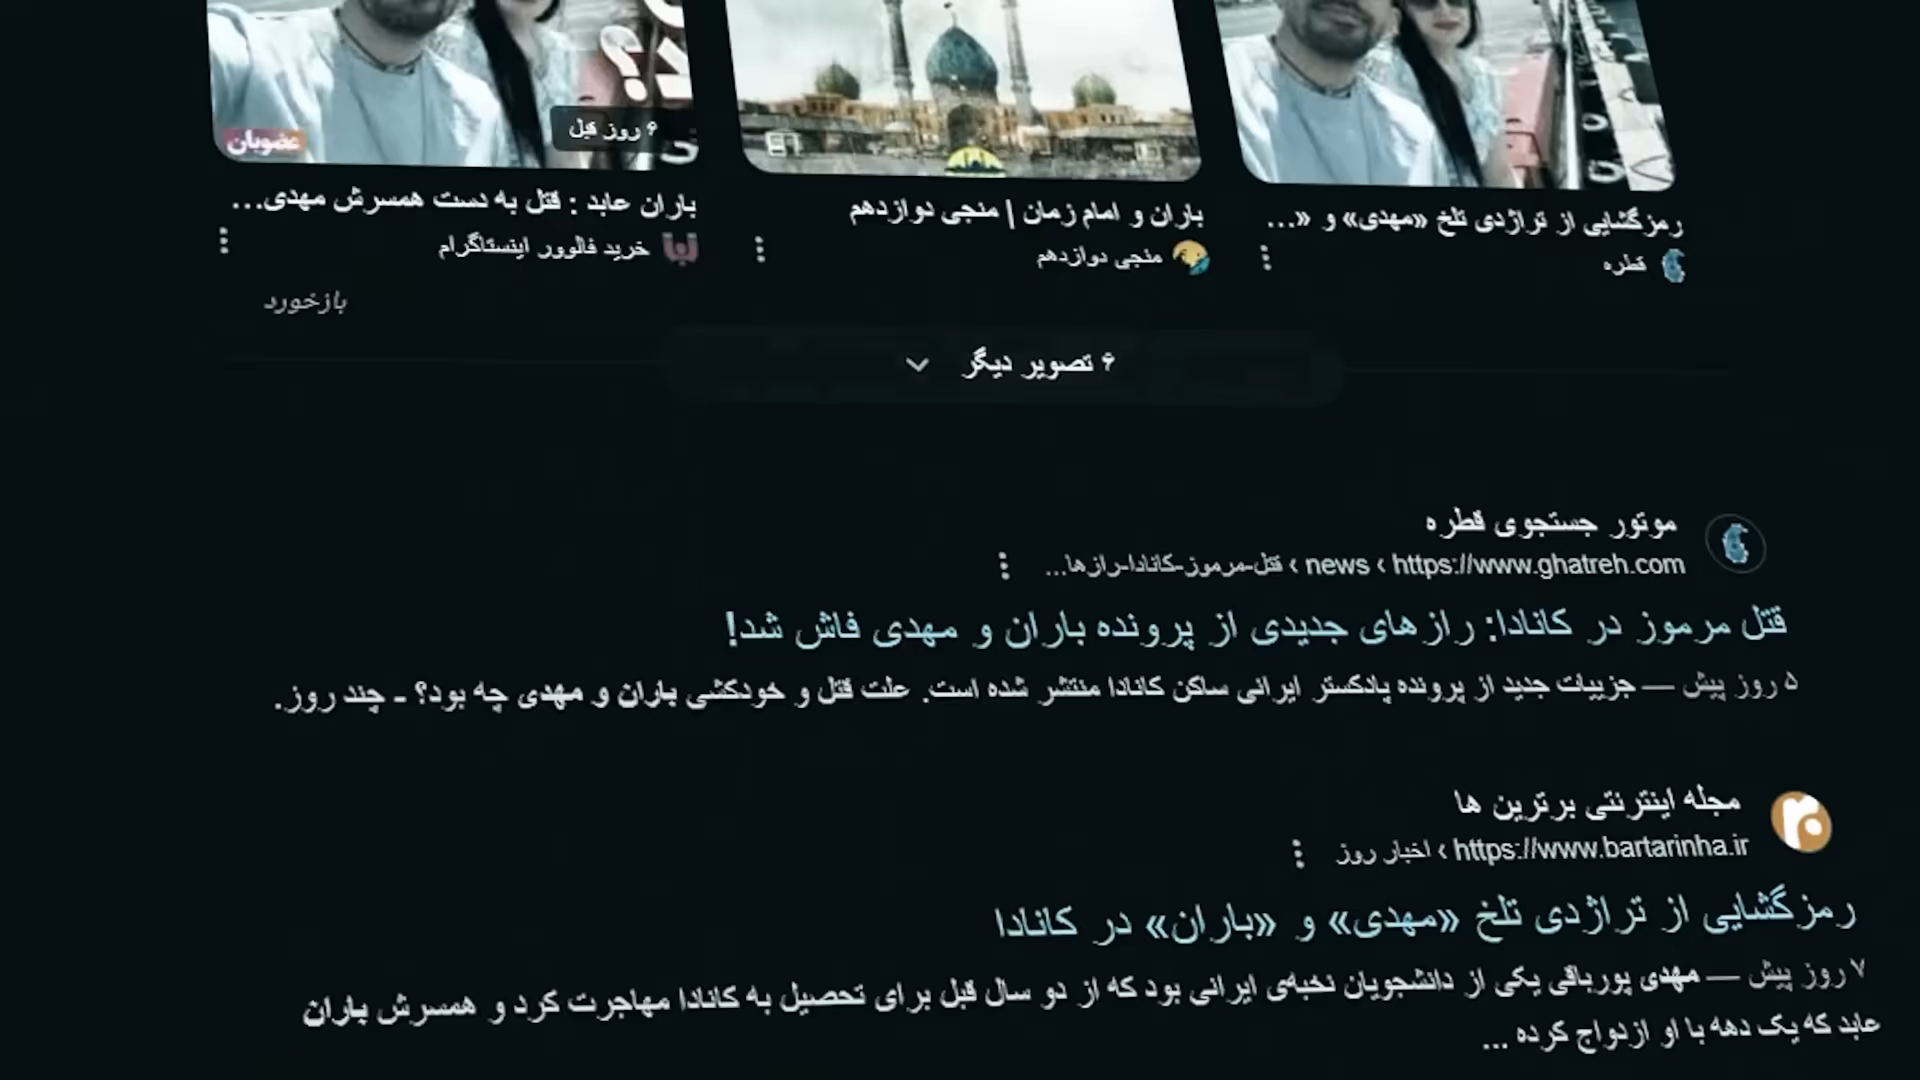 رمزگشایی از تراژدی تلخ «مهدی» و «...
قطره
باران و امام زمان | منجی دوازدهم
منجی دوازدهم
؟
۶ روز قبل
عضوبان
باران عابد : قتل به دست همسرش مهدی...
خرید فالوور اینستاگرام
بازخورد
۶ تصویر دیگر
موتور جستجوی قطره
https://www.ghatreh.com › news › قتل-مرموز-کانادا-رازها...
قتل مرموز در کانادا: رازهای جدیدی از پرونده باران و مهدی فاش شد!
۵ روز پیش — جزییات جدید از پرونده پادکستر ایرانی ساکن کانادا منتشر شده است. علت قتل و خودکشی باران و مهدی چه بود؟ - چند روز.
مجله اینترنتی برترین ها
https://www.bartarinha.ir › اخبار روز
رمزگشایی از تراژدی تلخ «مهدی» و «باران» در کانادا
۷ روز پیش — مهدی پورباقی یکی از دانشجویان نخبه‌ی ایرانی بود که از دو سال قبل برای تحصیل به کانادا مهاجرت کرد و همسرش باران
عابد که یک دهه با او ازدواج کرده ...